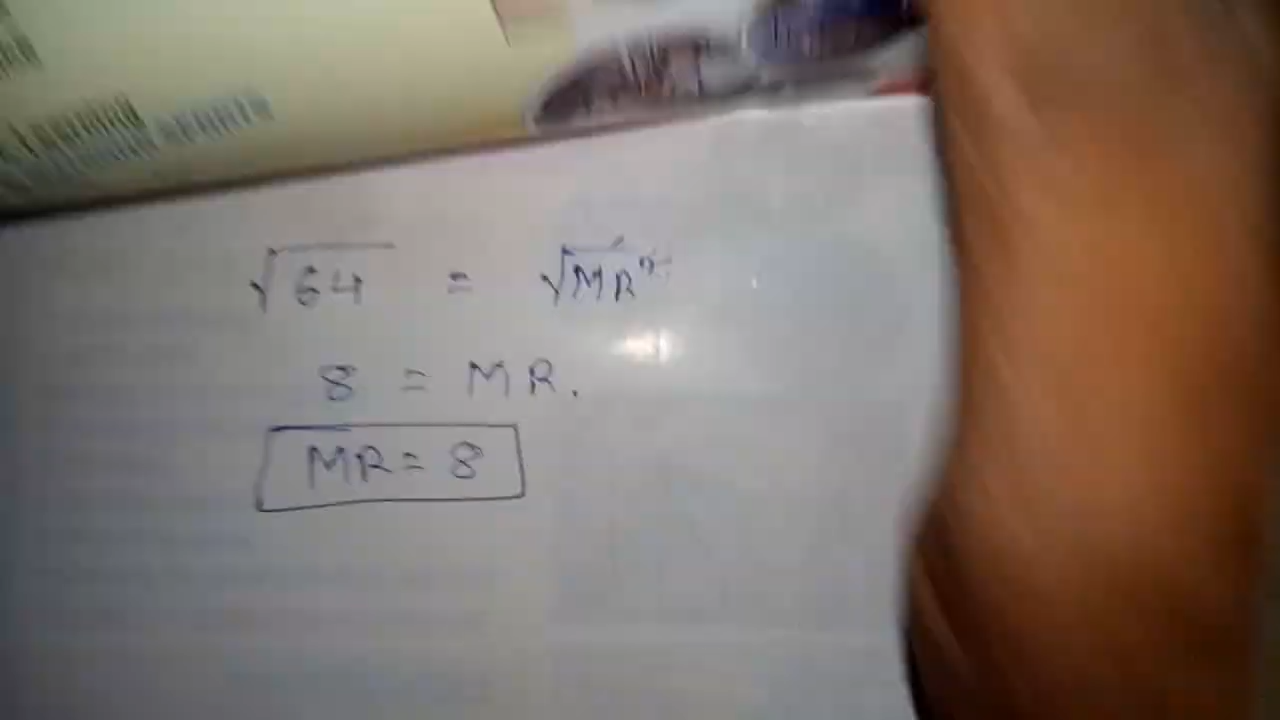 √64 = √MR²
8 = MR.
MR = 8